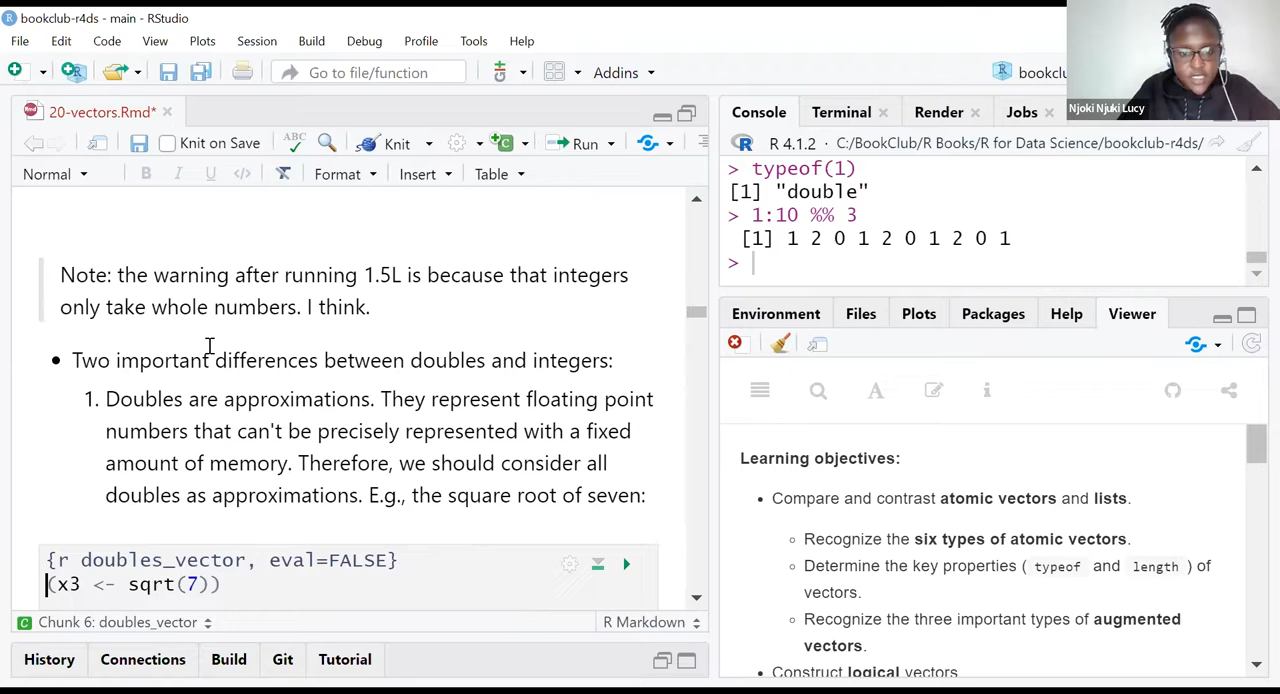 bookclub-r4ds - main - RStudio
File Edit Code View Plots Session Build Debug Profile Tools Help
Go to file/function Addins
Njoki Njuki Lucy
20-vectors.Rmd*
Knit on Save ABC Knit Run
Normal B I U </> Format Insert Table
Note: the warning after running 1.5L is because that integers
only take whole numbers. I think.
• Two important differences between doubles and integers:
1. Doubles are approximations. They represent floating point
numbers that can't be precisely represented with a fixed
amount of memory. Therefore, we should consider all
doubles as approximations. E.g., the square root of seven:
{r doubles_vector, eval=FALSE}
(x3 <- sqrt(7))
Chunk 6: doubles_vector R Markdown
History Connections Build Git Tutorial
Console Terminal Render Jobs
R 4.1.2 · C:/BookClub/R Books/R for Data Science/bookclub-r4ds/
> typeof(1)
[1] "double"
> 1:10 %% 3
[1] 1 2 0 1 2 0 1 2 0 1
>
Environment Files Plots Packages Help Viewer
Learning objectives:
• Compare and contrast atomic vectors and lists.
◦ Recognize the six types of atomic vectors.
◦ Determine the key properties ( typeof and length ) of
vectors.
◦ Recognize the three important types of augmented
vectors.
• Construct logical vectors